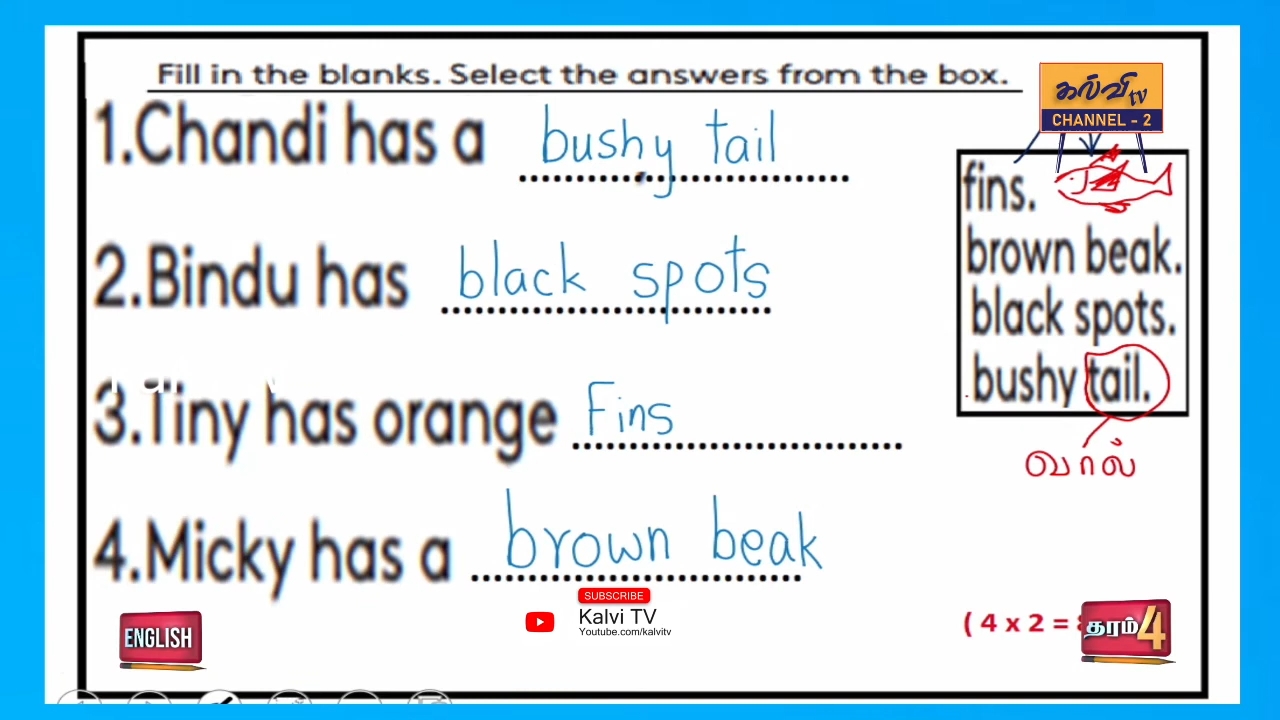 Fill in the blanks. Select the answers from the box.
கல்வி tv
CHANNEL - 2
1.Chandi has a bushy tail
2.Bindu has black spots
3.Tiny has orange Fins
4.Micky has a brown beak
fins.
brown beak.
black spots.
bushy tail.
வால்
SUBSCRIBE
Kalvi TV
Youtube.com/kalvitv
ENGLISH
( 4 x 2 =
தரம் 4